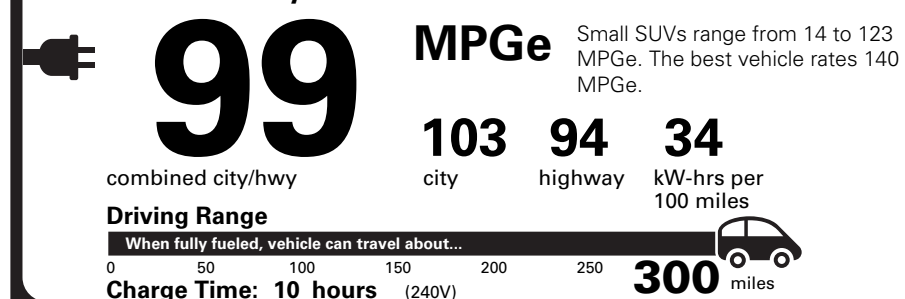 99
MPGe
Small SUVs range from 14 to 123
MPGe. The best vehicle rates 140
MPGe.
103 94 34
combined city/hwy city highway kW-hrs per
100 miles
Driving Range
When fully fueled, vehicle can travel about...
0 50 100 150 200 250 300 miles
Charge Time: 10 hours (240V)